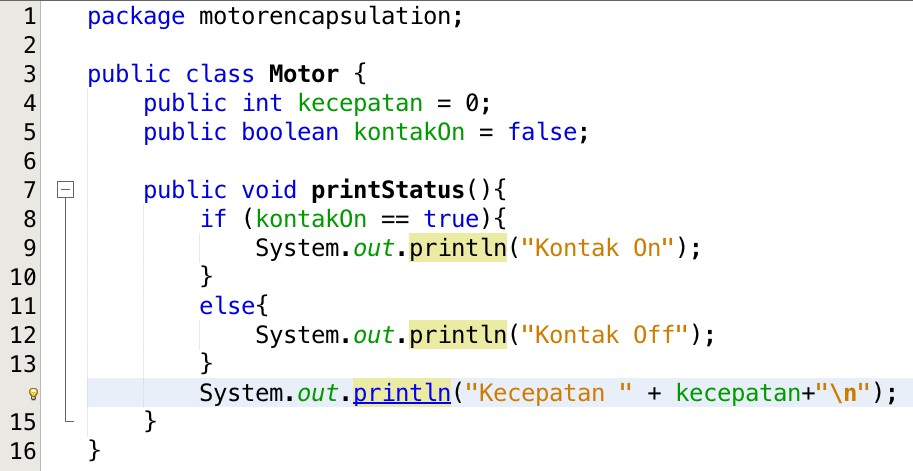 1 package motorencapsulation;
2
3 public class Motor {
4     public int kecepatan = 0;
5     public boolean kontakOn = false;
6
7     public void printStatus(){
8         if (kontakOn == true){
9             System.out.println("Kontak On");
10         }
11         else{
12             System.out.println("Kontak Off");
13         }
        System.out.println("Kecepatan " + kecepatan+"\n");
15     }
16 }